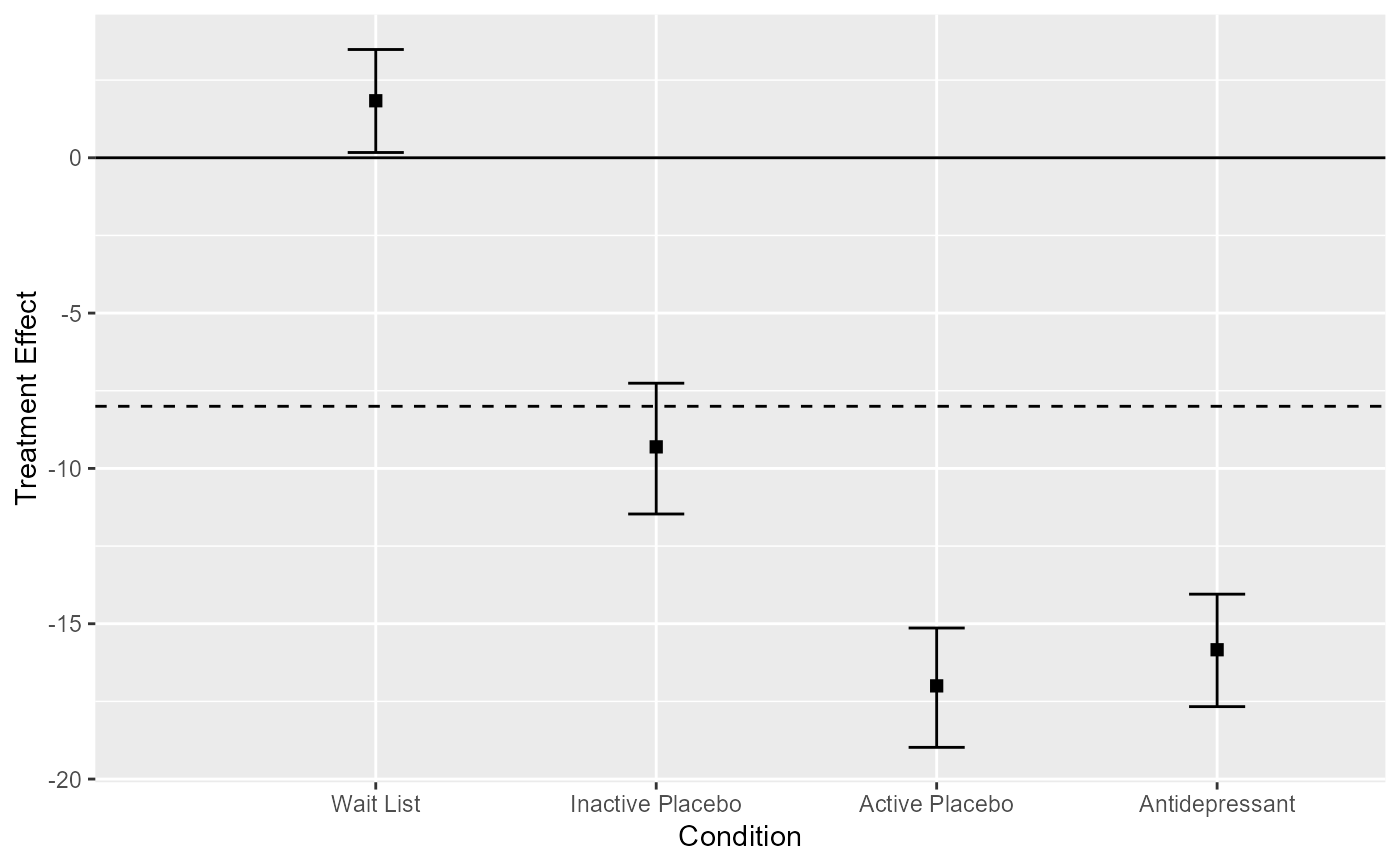 Treatment Effect
0
-5
-10
-15
-20
Wait List
Inactive Placebo
Active Placebo
Antidepressant
Condition